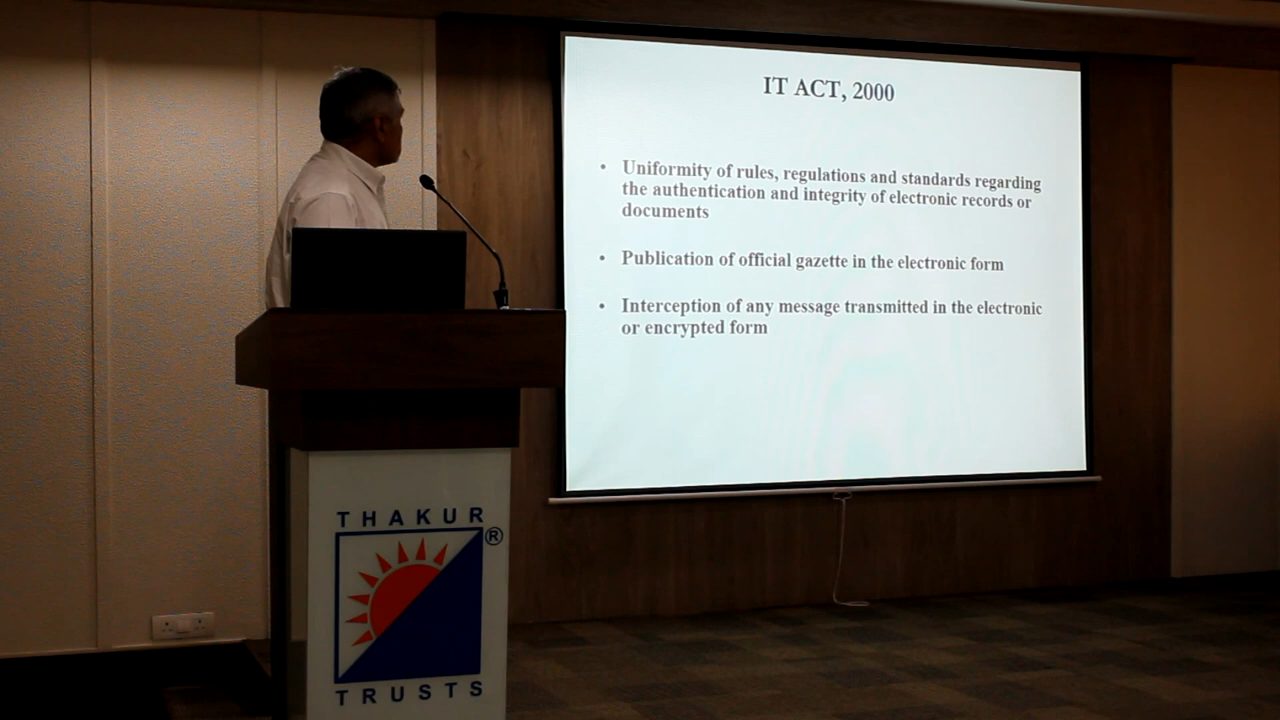 IT ACT, 2000
• Uniformity of rules, regulations and standards regarding
the authentication and integrity of electronic records or
documents
• Publication of official gazette in the electronic form
• Interception of any message transmitted in the electronic
or encrypted form
THAKUR
®
TRUSTS